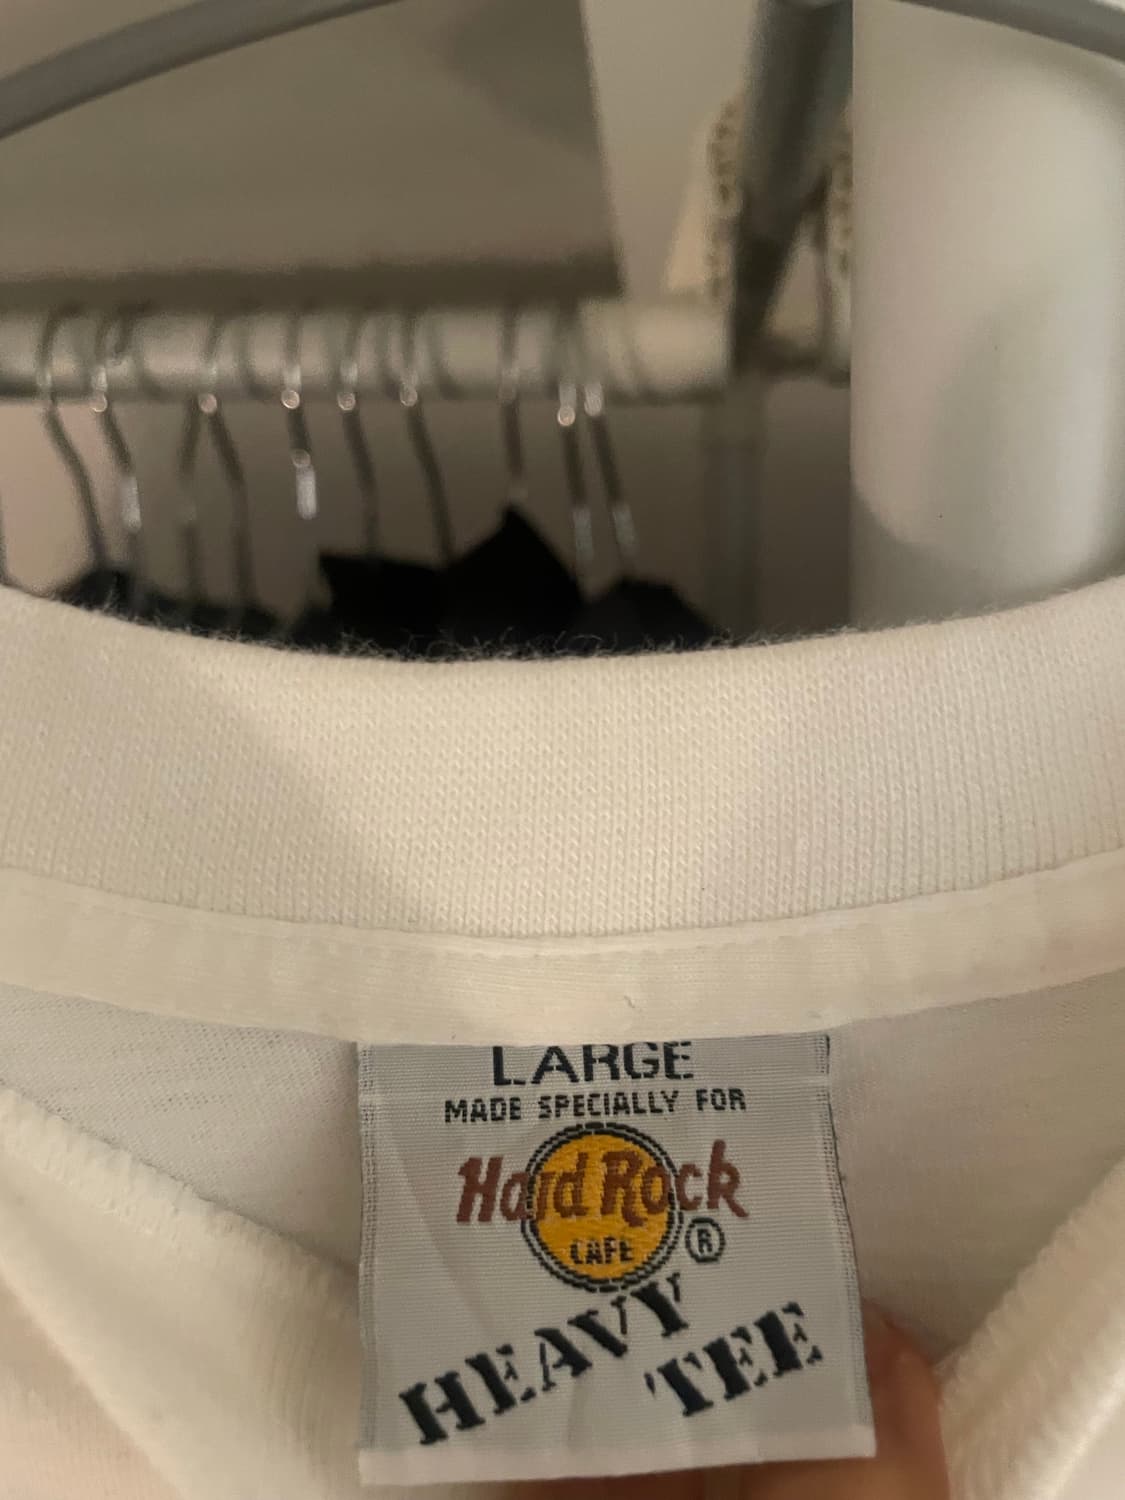 LARGE
MADE SPECIALLY FOR
Hard Rock
CAFE
®
HEAVY
'TEE